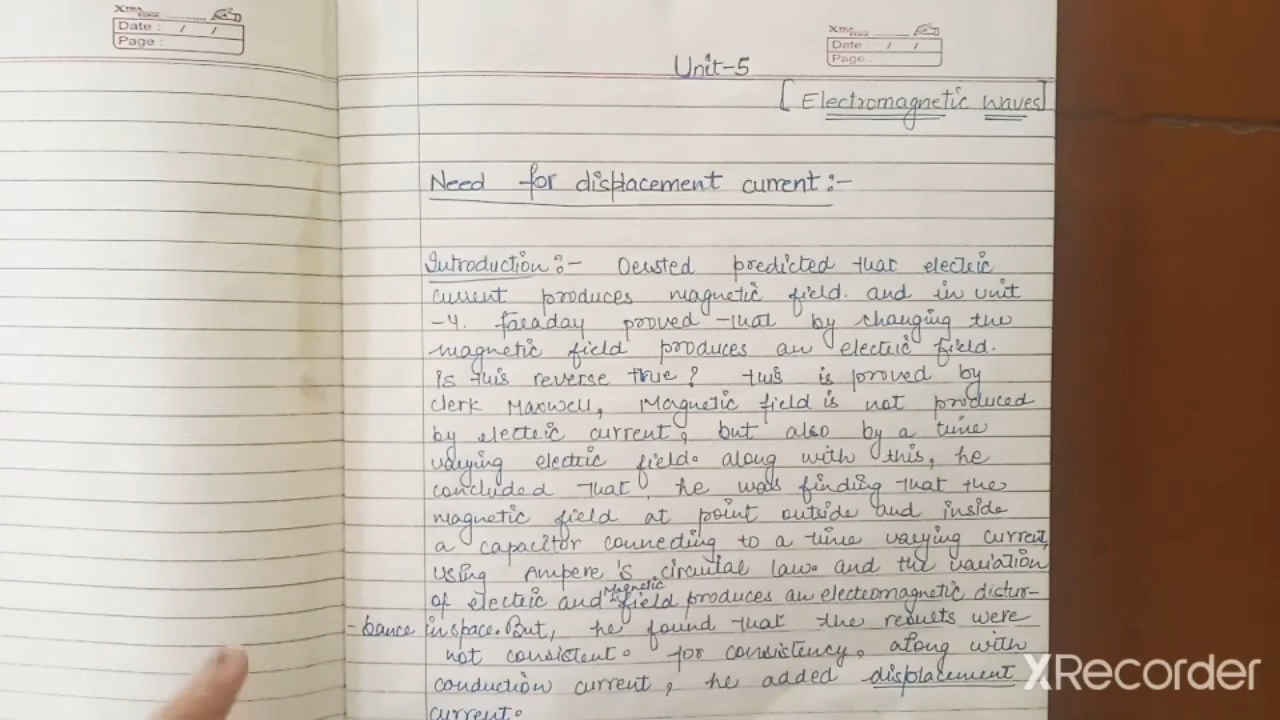 XTRA
Date : / /
Page :
XTRA
Date : / /
Page :
Unit-5
[Electromagnetic Waves]
Need for displacement current:-
Introduction:- Oersted predicted that electric
current produces magnetic field. and in unit
-4. faraday proved that by changing the
magnetic field produces an electric field.
Is this reverse true? This is proved by
clerk Maxwell, Magnetic field is not produced
by electric current, but also by a time
varying electric field. along with this, he
concluded that, he was finding that the
magnetic field at point outside and inside
a capacitor connecting to a time varying current,
using Ampere's circuital law. and the variation
of electric and Magnetic field produces an electromagnetic distur-
-bance in space. But, he found that the results were
not consistent. for consistency, along with
conduction current, he added displacement
current.
XRecorder